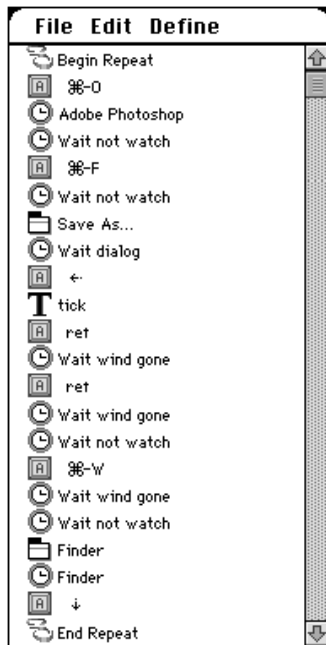 File Edit Define
Begin Repeat
A ⌘-O
Adobe Photoshop
Wait not watch
A ⌘-F
Wait not watch
Save As...
Wait dialog
A ←
T tick
A ret
Wait wind gone
A ret
Wait wind gone
Wait not watch
A ⌘-W
Wait wind gone
Wait not watch
Finder
Finder
A ↓
End Repeat